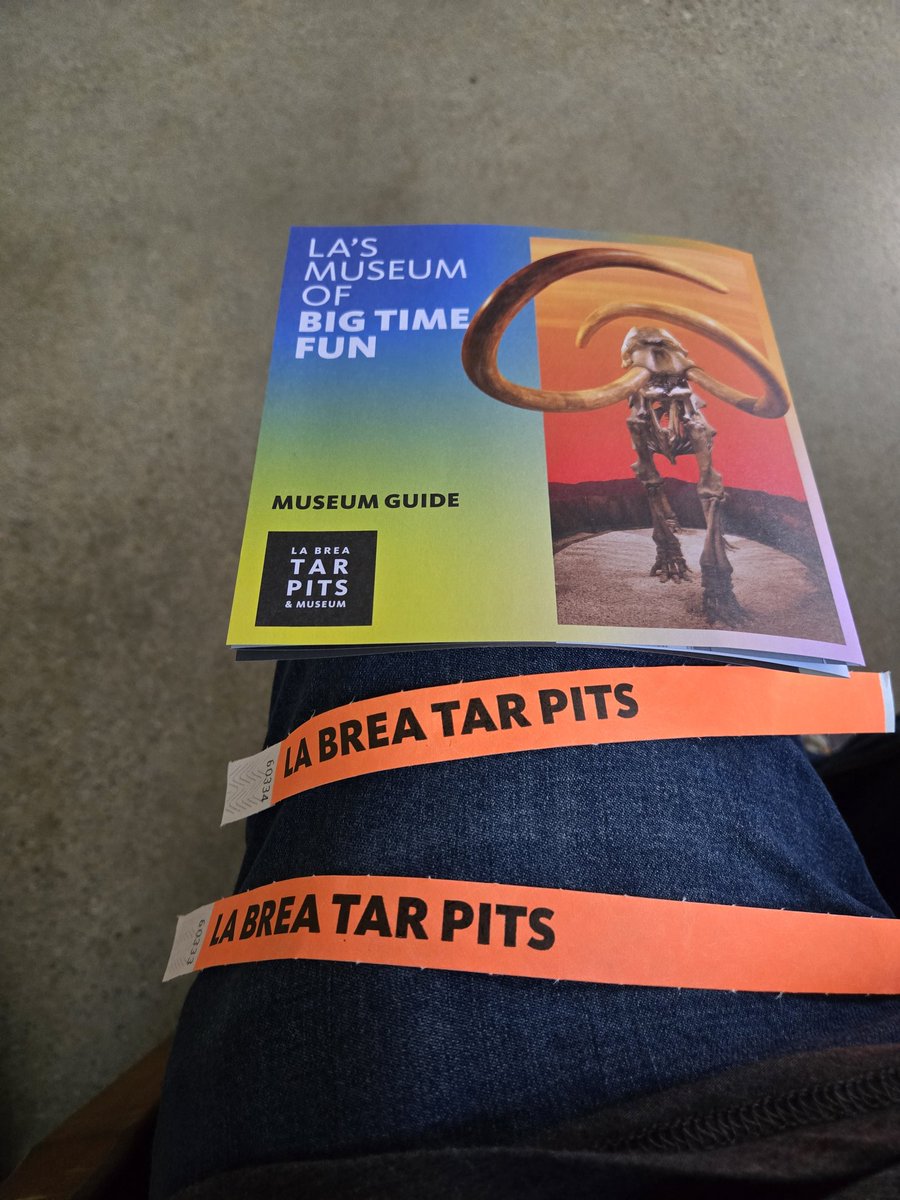 LA'S
MUSEUM
OF
BIG TIME
FUN
MUSEUM GUIDE
LA BREA
TAR
PITS
& MUSEUM
LA BREA TAR PITS
60334
LA BREA TAR PITS
60333